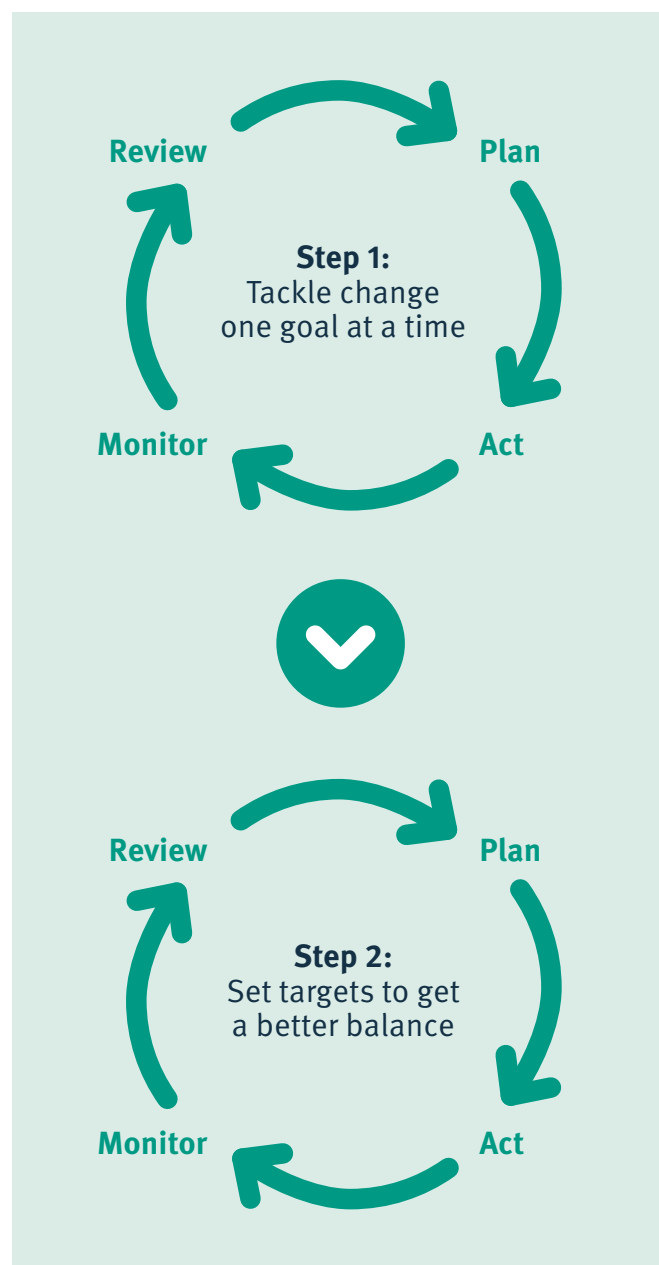 Review
Plan
Step 1:
Tackle change
one goal at a time
Monitor
Act
Review
Plan
Step 2:
Set targets to get
a better balance
Monitor
Act